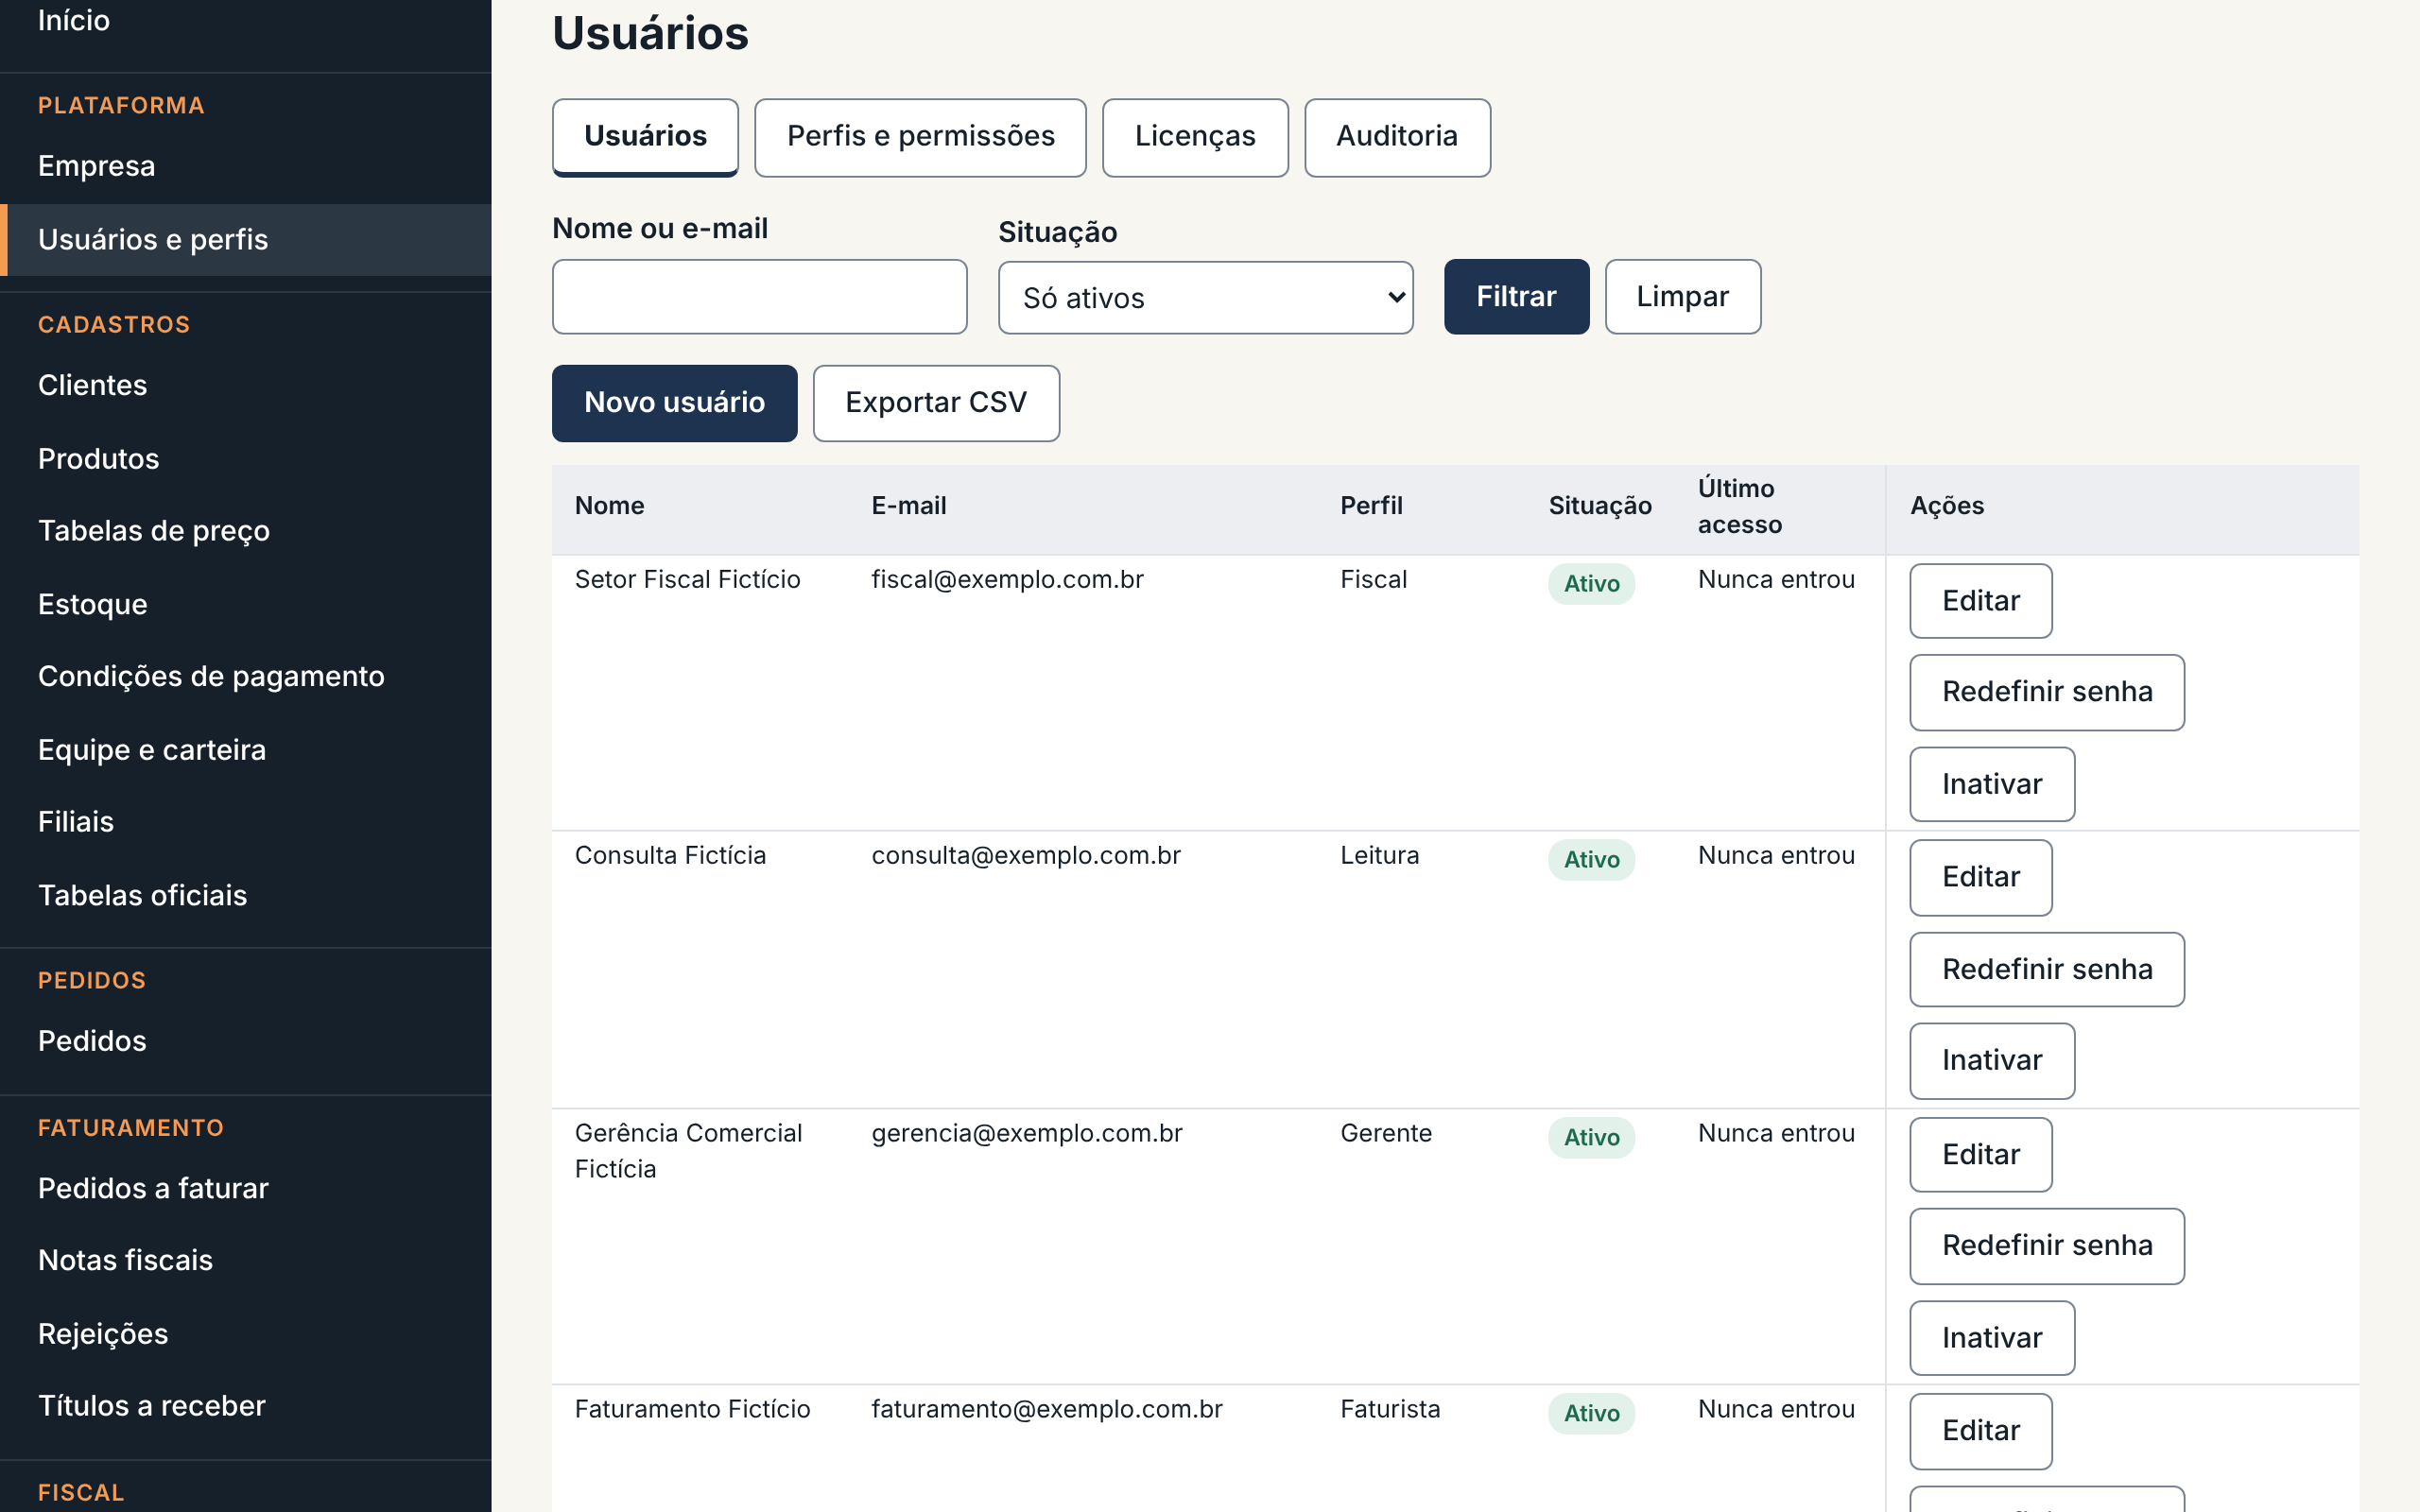 Início
PLATAFORMA
Empresa
Usuários e perfis
CADASTROS
Clientes
Produtos
Tabelas de preço
Estoque
Condições de pagamento
Equipe e carteira
Filiais
Tabelas oficiais
PEDIDOS
Pedidos
FATURAMENTO
Pedidos a faturar
Notas fiscais
Rejeições
Títulos a receber
FISCAL
Usuários
Usuários
Perfis e permissões
Licenças
Auditoria
Nome ou e-mail
Situação
Só ativos
Filtrar
Limpar
Novo usuário
Exportar CSV
Nome
E-mail
Perfil
Situação
Último
acesso
Ações
Setor Fiscal Fictício
fiscal@exemplo.com.br
Fiscal
Ativo
Nunca entrou
Editar
Redefinir senha
Inativar
Consulta Fictícia
consulta@exemplo.com.br
Leitura
Ativo
Nunca entrou
Editar
Redefinir senha
Inativar
Gerência Comercial
Fictícia
gerencia@exemplo.com.br
Gerente
Ativo
Nunca entrou
Editar
Redefinir senha
Inativar
Faturamento Fictício
faturamento@exemplo.com.br
Faturista
Ativo
Nunca entrou
Editar